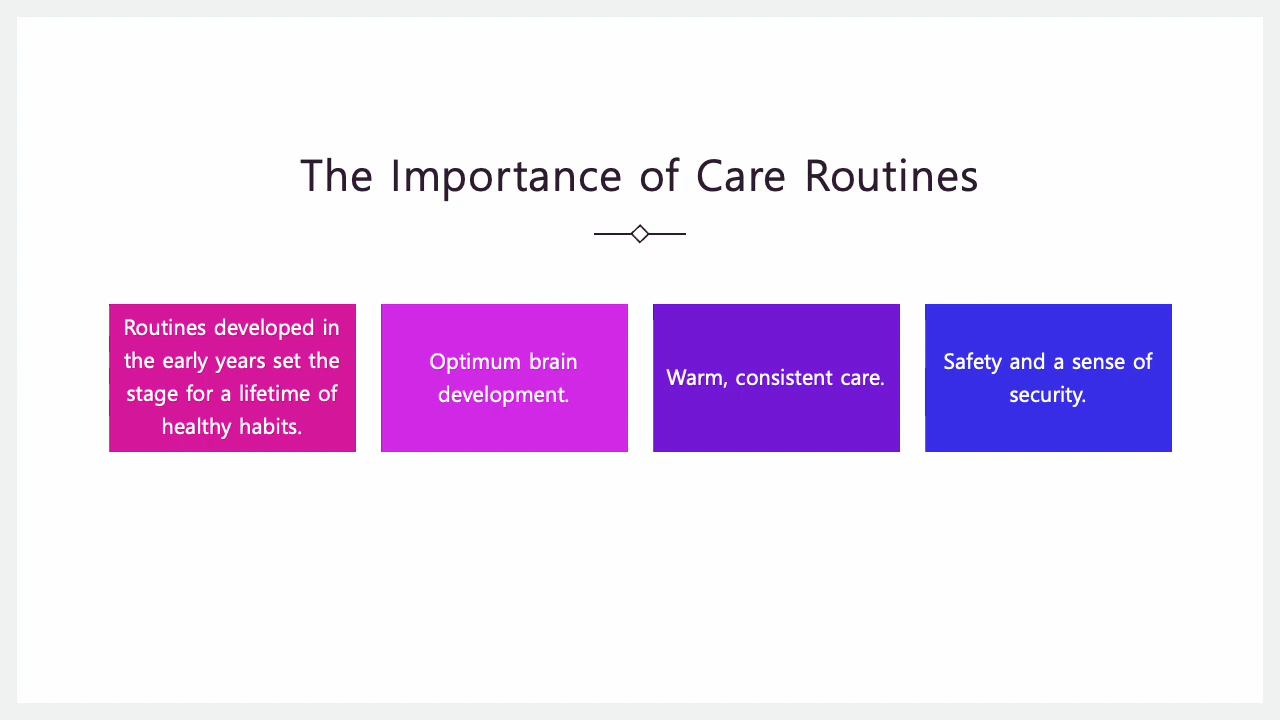 The Importance of Care Routines
Routines developed in
the early years set the
stage for a lifetime of
healthy habits.
Optimum brain
development.
Warm, consistent care.
Safety and a sense of
security.